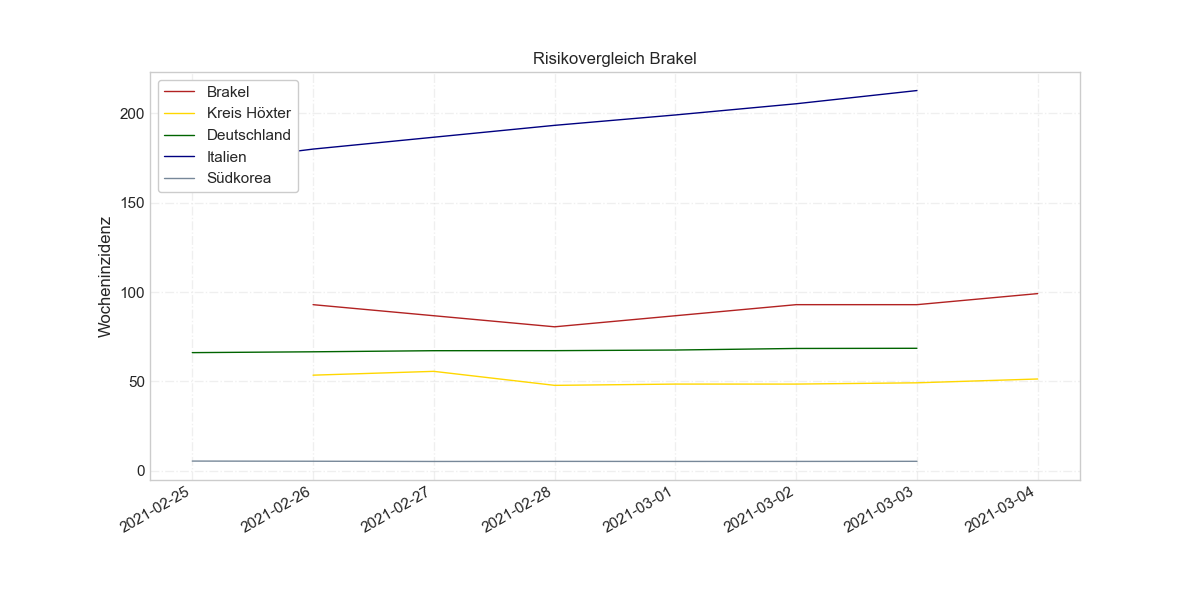 Risikovergleich Brakel
Brakel
Kreis Höxter
Deutschland
Italien
Südkorea
Wocheninzidenz
200
150
100
50
0
2021-02-25
2021-02-26
2021-02-27
2021-02-28
2021-03-01
2021-03-02
2021-03-03
2021-03-04